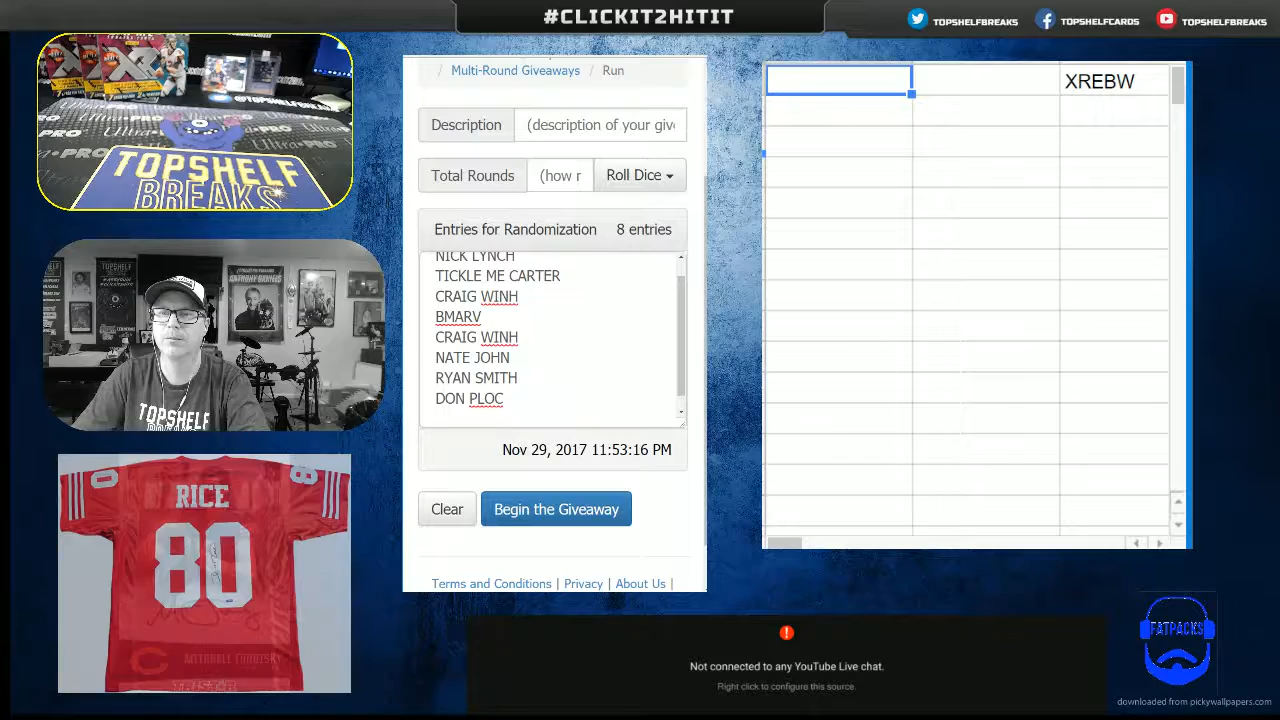 #CLICKIT2HITIT
TOPSHELFBREAKS
TOPSHELFCARDS
TOPSHELFBREAKS
XR
@TOPSHELFONLINE
TOPSHELF
BREAKS
TOPSHELF
RICE
80
Multi-Round Giveaways / Run
Description (description of your giv
Total Rounds (how r Roll Dice
Entries for Randomization 8 entries
NICK LYNCH
TICKLE ME CARTER
CRAIG WINH
BMARV
CRAIG WINH
NATE JOHN
RYAN SMITH
DON PLOC
Nov 29, 2017 11:53:16 PM
Clear Begin the Giveaway
Terms and Conditions | Privacy | About Us |
XREBW
Not connected to any YouTube Live chat.
Right click to configure this source.
FATPACKS
downloaded from pickywallpapers.com